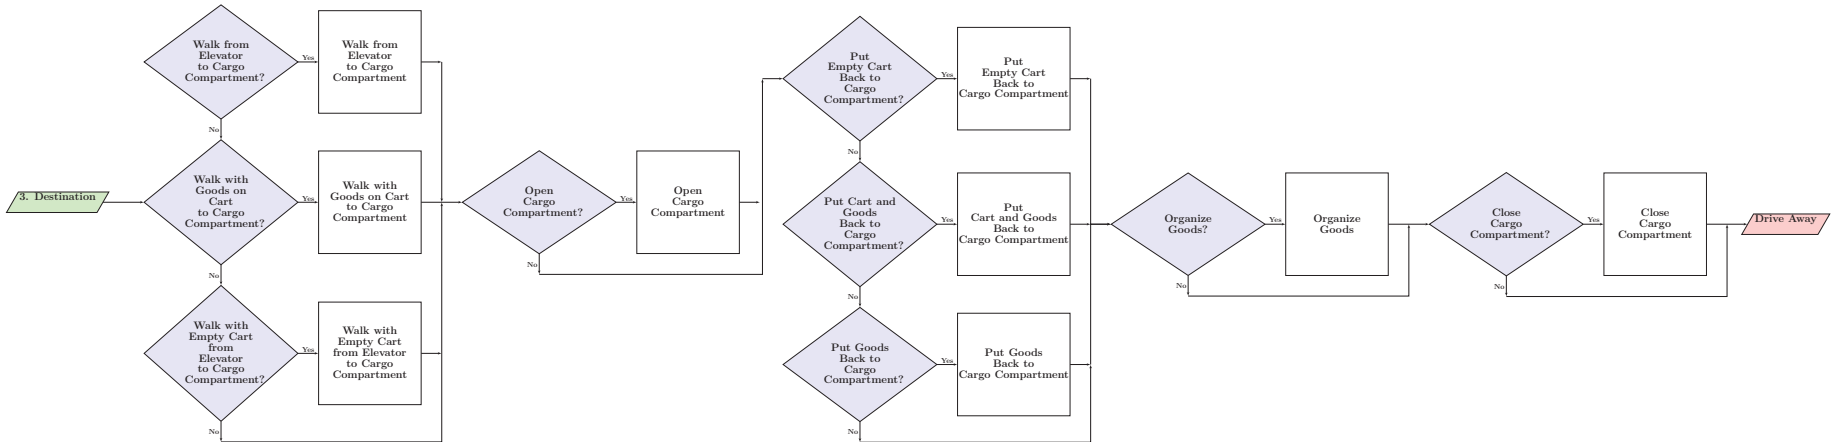 3. Destination
Walk from
Elevator
to Cargo
Compartment?
Yes
No
Walk from
Elevator
to Cargo
Compartment
Walk with
Goods on
Cart
to Cargo
Compartment?
Yes
No
Walk with
Goods on Cart
to Cargo
Compartment
Walk with
Empty Cart
from
Elevator
to Cargo
Compartment?
Yes
No
Walk with
Empty Cart
from Elevator
to Cargo
Compartment
Open
Cargo
Compartment?
Yes
No
Open
Cargo
Compartment
Put
Empty Cart
Back to
Cargo
Compartment?
Yes
No
Put
Empty Cart
Back to
Cargo Compartment
Put Cart and
Goods
Back to
Cargo
Compartment?
Yes
No
Put
Cart and Goods
Back to
Cargo Compartment
Put Goods
Back to
Cargo
Compartment?
Yes
No
Put Goods
Back to
Cargo Compartment
Organize
Goods?
Yes
No
Organize
Goods
Close
Cargo
Compartment?
Yes
No
Close
Cargo
Compartment
Drive Away